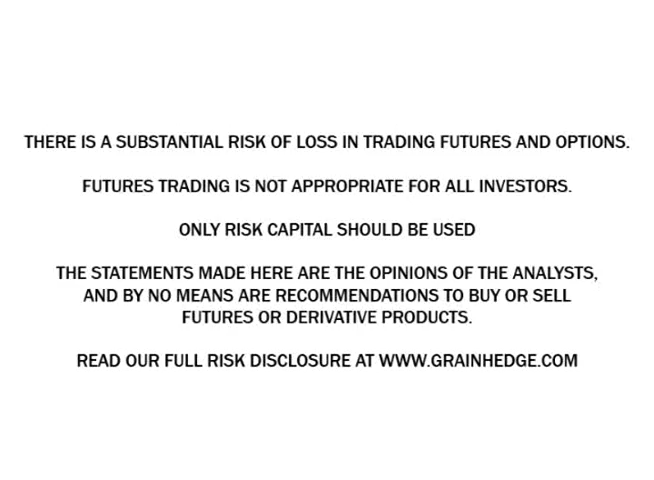 THERE IS A SUBSTANTIAL RISK OF LOSS IN TRADING FUTURES AND OPTIONS.
FUTURES TRADING IS NOT APPROPRIATE FOR ALL INVESTORS.
ONLY RISK CAPITAL SHOULD BE USED
THE STATEMENTS MADE HERE ARE THE OPINIONS OF THE ANALYSTS,
AND BY NO MEANS ARE RECOMMENDATIONS TO BUY OR SELL
FUTURES OR DERIVATIVE PRODUCTS.
READ OUR FULL RISK DISCLOSURE AT WWW.GRAINHEDGE.COM